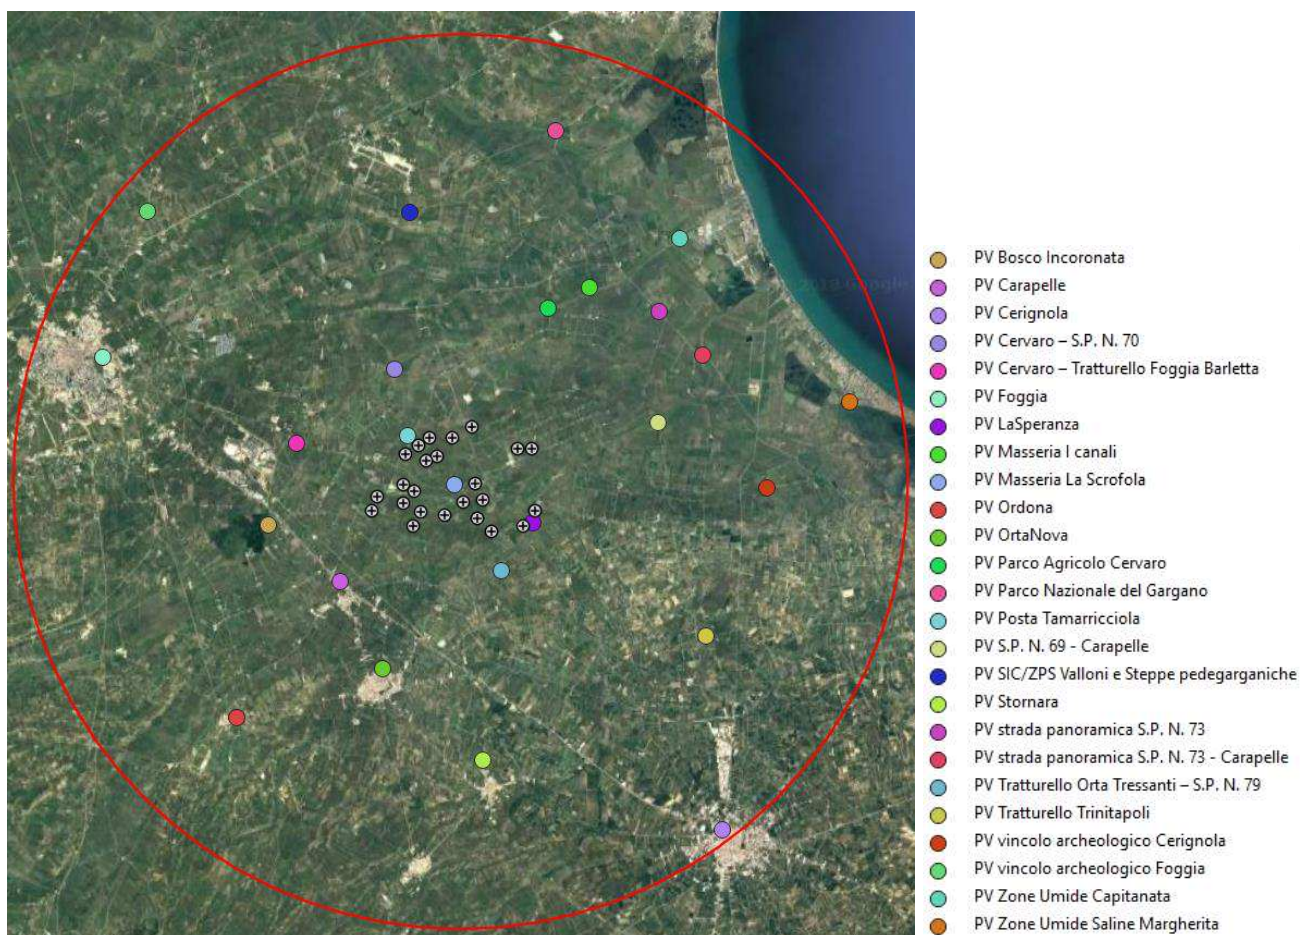 2018 Google
PV Bosco Incoronata
PV Carapelle
PV Cerignola
PV Cervaro – S.P. N. 70
PV Cervaro – Tratturello Foggia Barletta
PV Foggia
PV LaSperanza
PV Masseria I canali
PV Masseria La Scrofola
PV Ordona
PV OrtaNova
PV Parco Agricolo Cervaro
PV Parco Nazionale del Gargano
PV Posta Tamarricciola
PV S.P. N. 69 - Carapelle
PV SIC/ZPS Valloni e Steppe pedegarganiche
PV Stornara
PV strada panoramica S.P. N. 73
PV strada panoramica S.P. N. 73 - Carapelle
PV Tratturello Orta Tressanti – S.P. N. 79
PV Tratturello Trinitapoli
PV vincolo archeologico Cerignola
PV vincolo archeologico Foggia
PV Zone Umide Capitanata
PV Zone Umide Saline Margherita